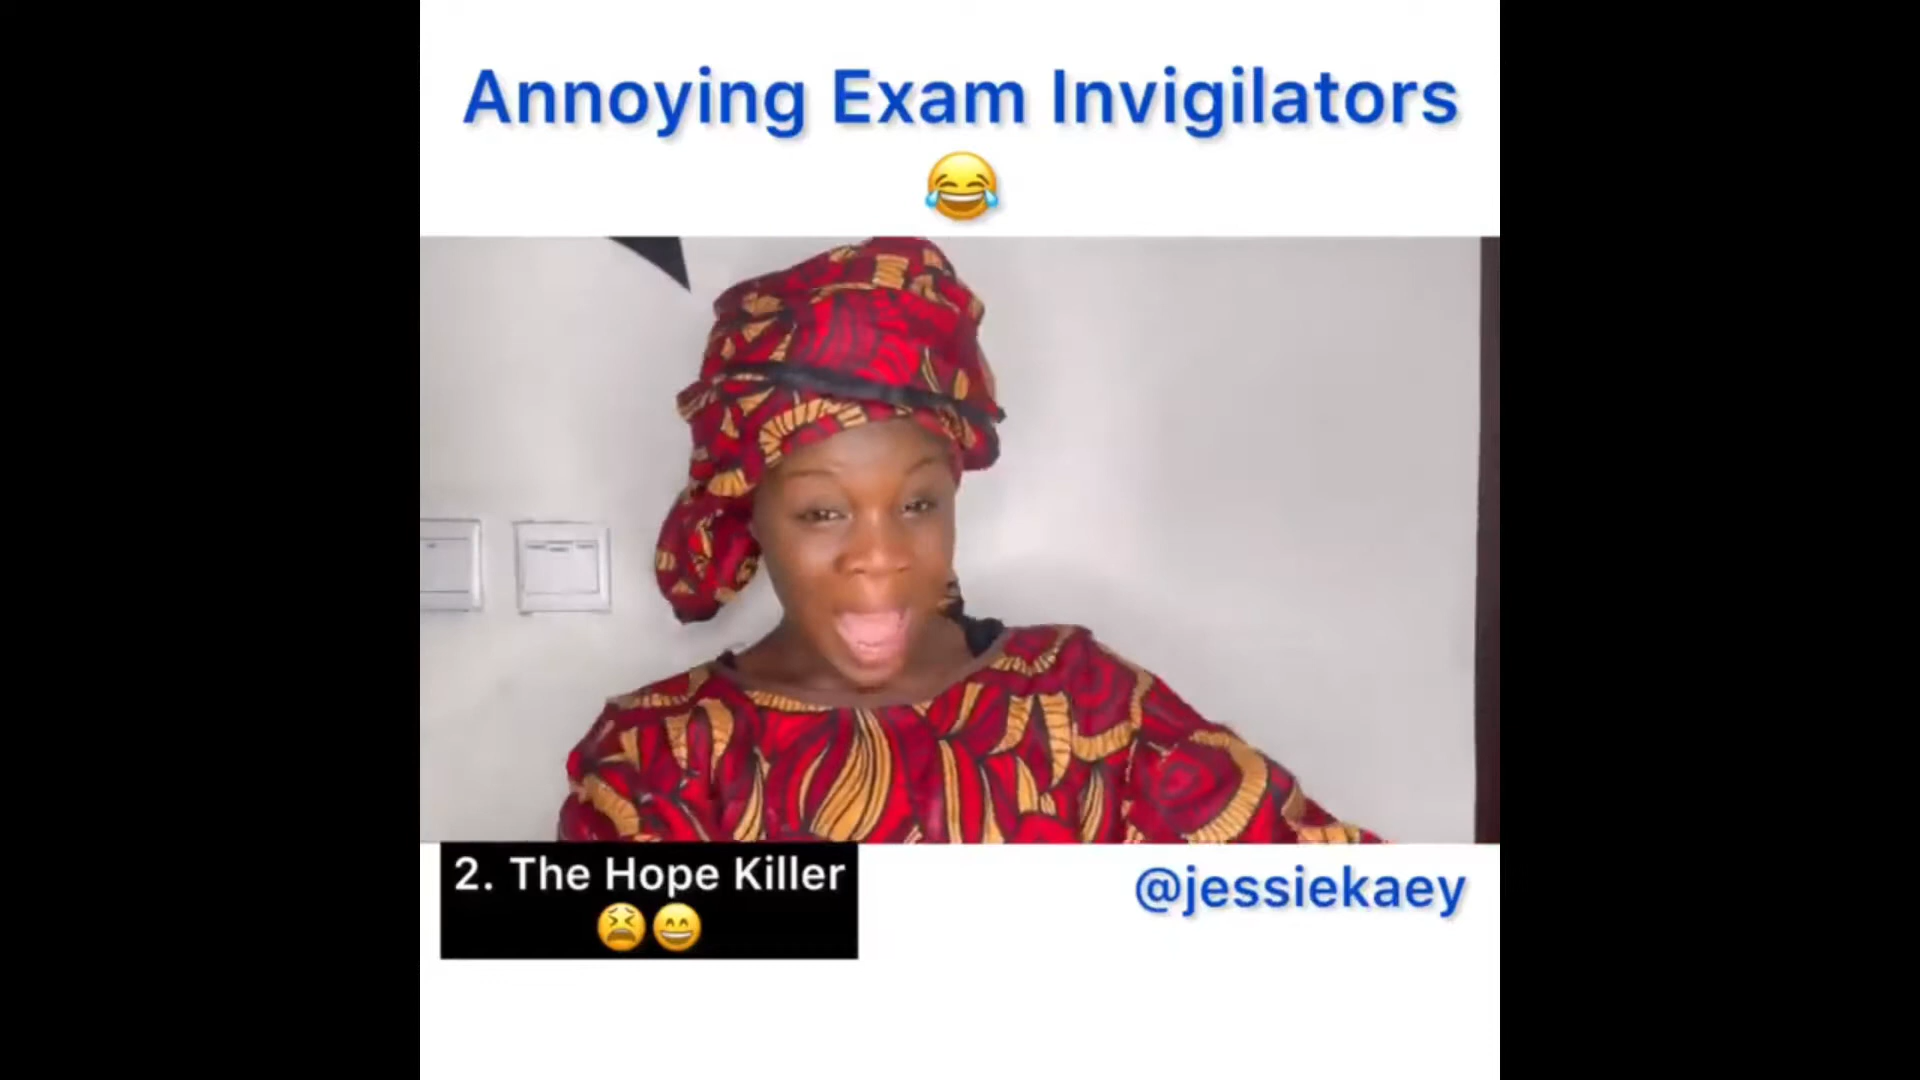 Annoying Exam Invigilators
😂
2. The Hope Killer
😫😄
@jessiekaey